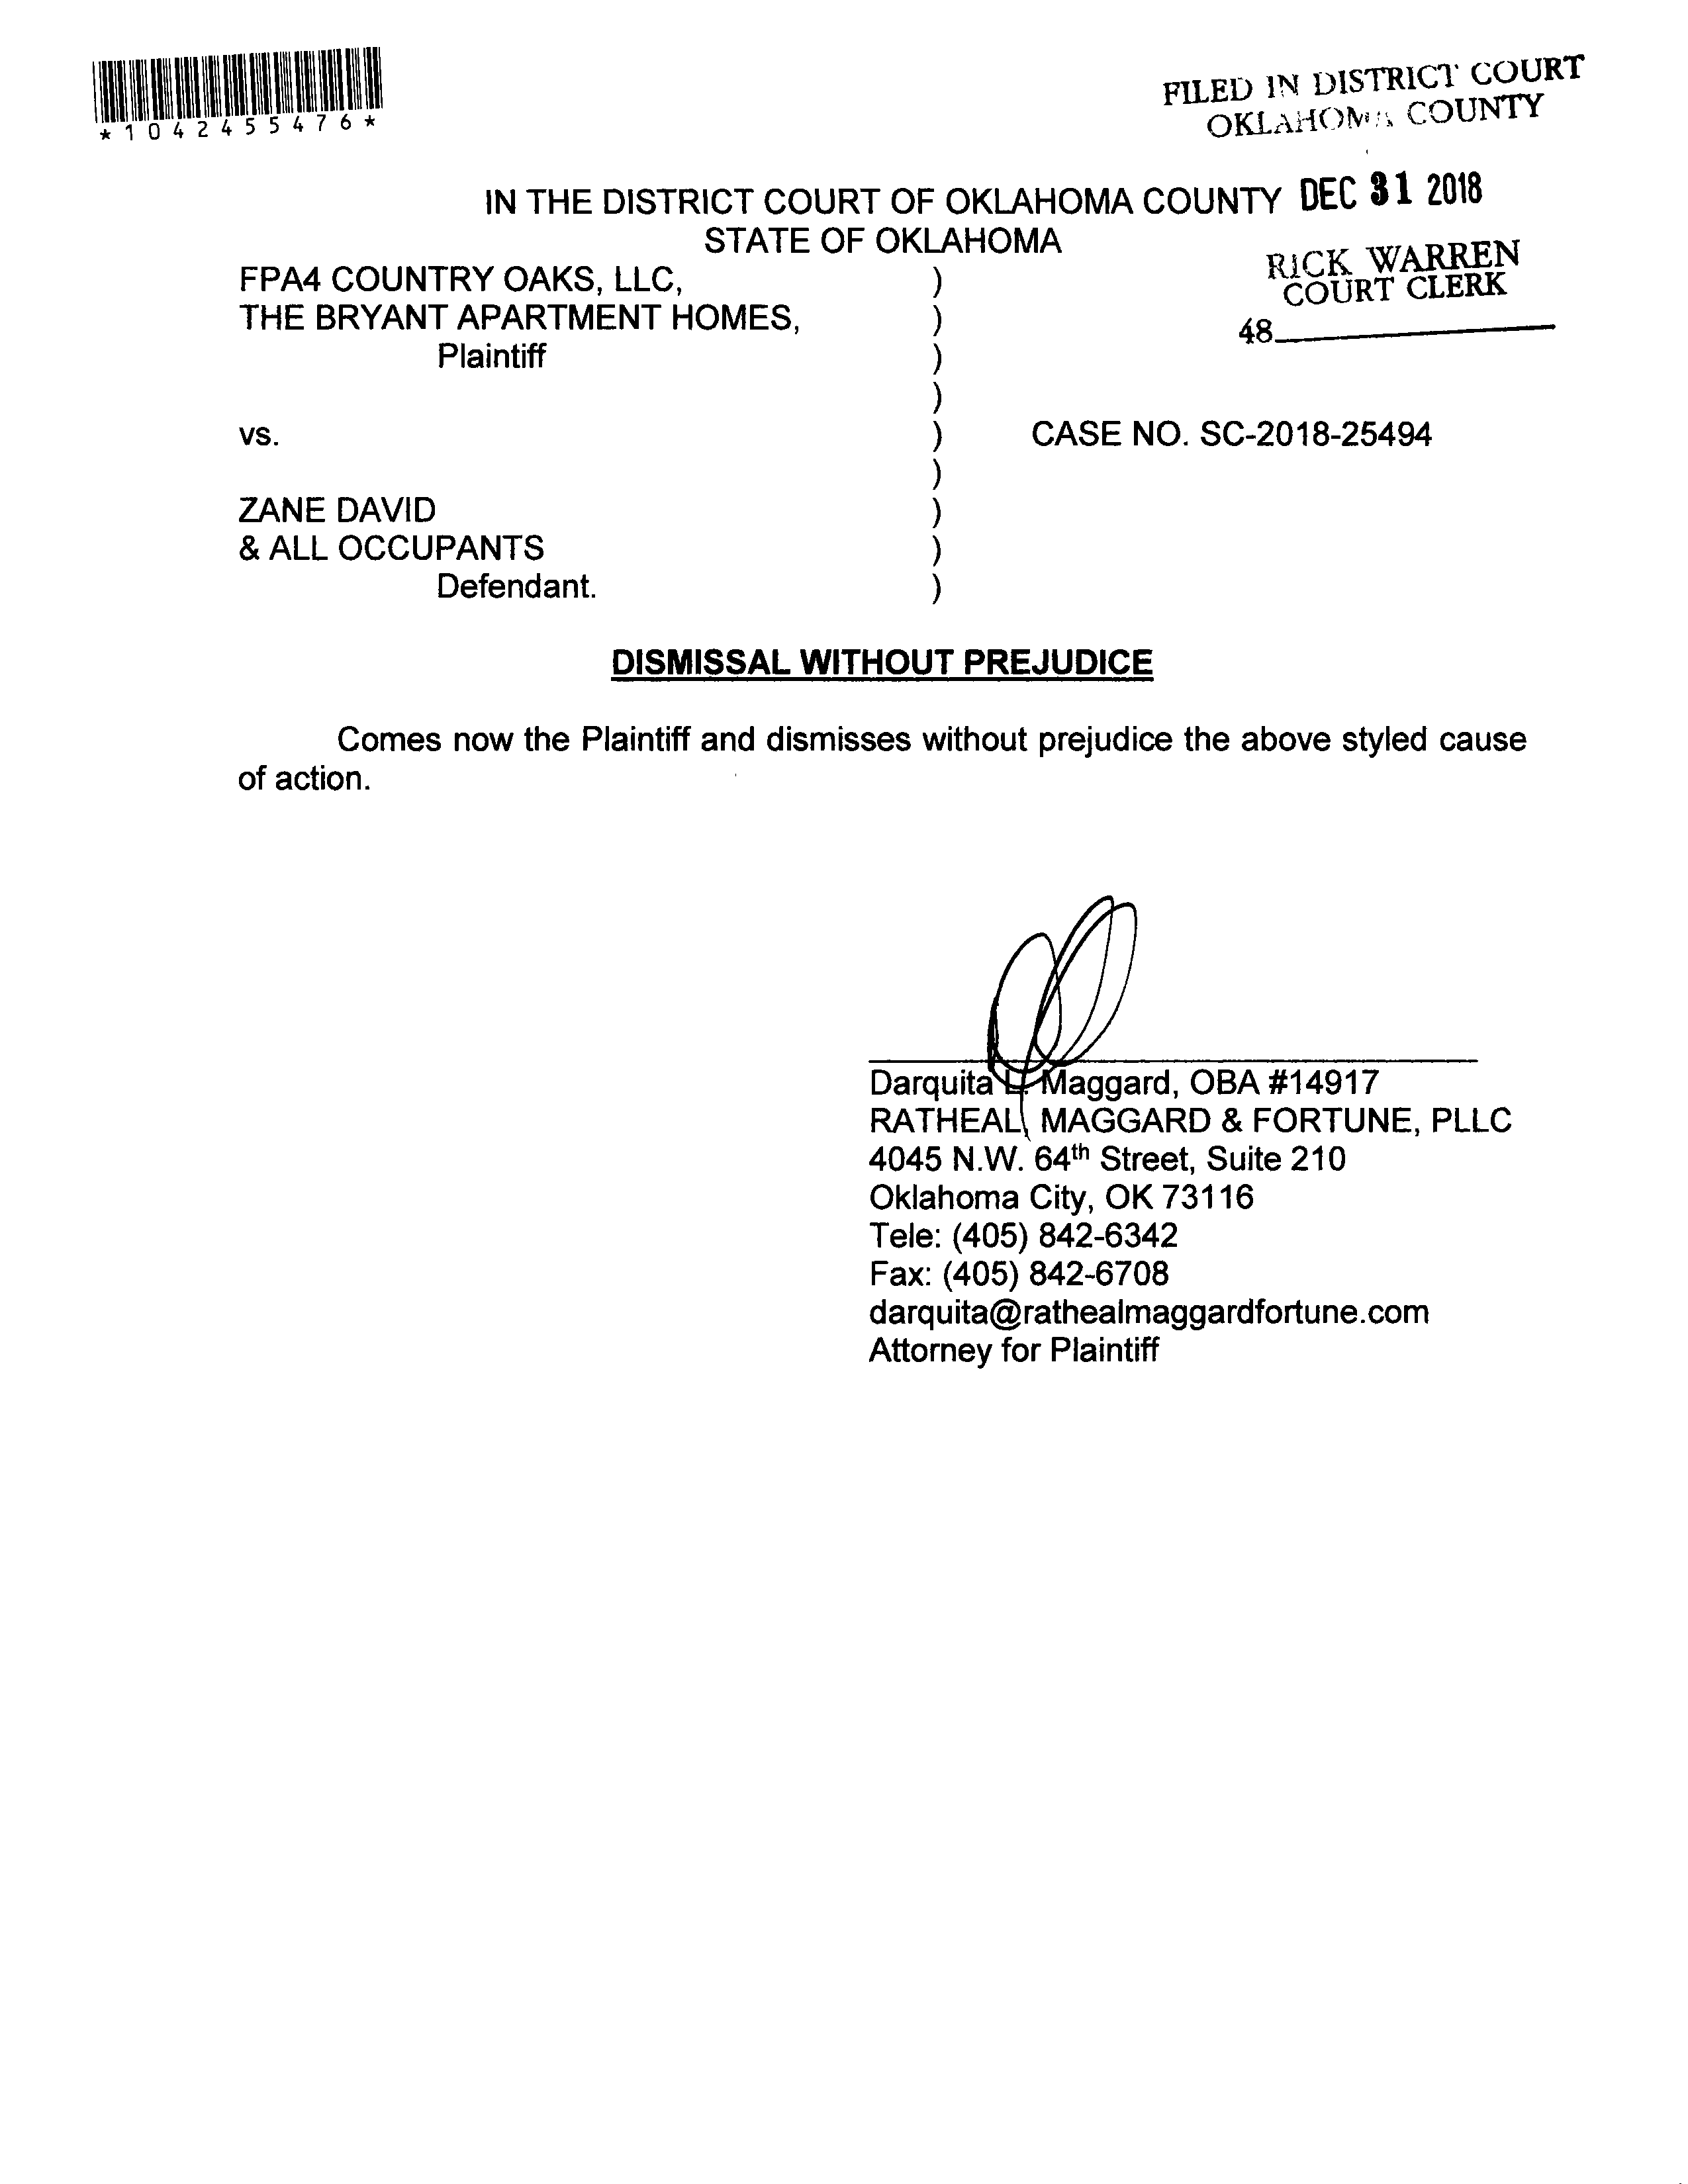 *1042455476*
FILED IN DISTRICT COURT
OKLAHOMA COUNTY
IN THE DISTRICT COURT OF OKLAHOMA COUNTY DEC 31 2018
STATE OF OKLAHOMA
RICK WARREN
COURT CLERK
48
FPA4 COUNTRY OAKS, LLC, )
THE BRYANT APARTMENT HOMES, )
Plaintiff )
)
vs. ) CASE NO. SC-2018-25494
)
ZANE DAVID )
& ALL OCCUPANTS )
Defendant. )
DISMISSAL WITHOUT PREJUDICE
Comes now the Plaintiff and dismisses without prejudice the above styled cause
of action.
Darquita L. Maggard, OBA #14917
RATHEAL, MAGGARD & FORTUNE, PLLC
4045 N.W. 64th Street, Suite 210
Oklahoma City, OK 73116
Tele: (405) 842-6342
Fax: (405) 842-6708
darquita@rathealmaggardfortune.com
Attorney for Plaintiff